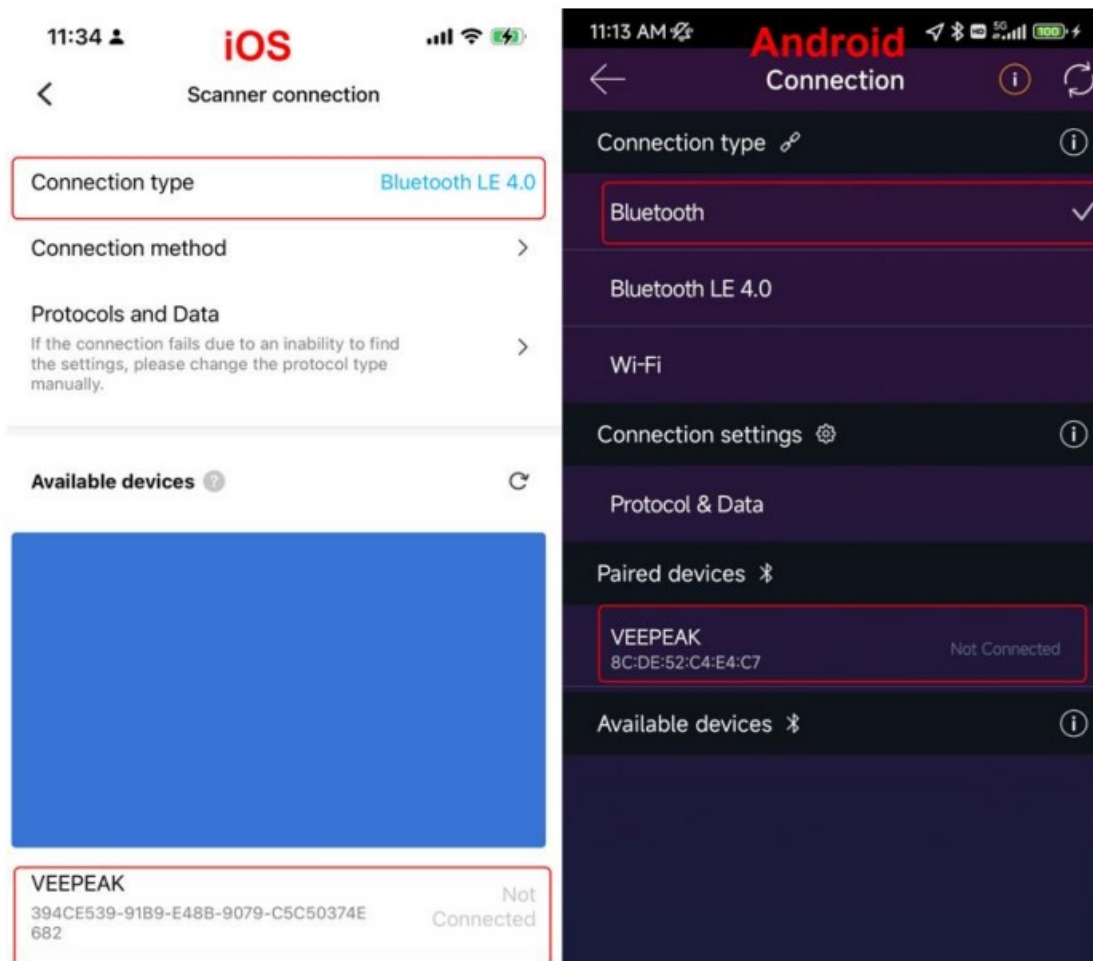 11:34
iOS
Scanner connection
Connection type
Bluetooth LE 4.0
Connection method
Protocols and Data
If the connection fails due to an inability to find
the settings, please change the protocol type
manually.
Available devices
?
VEEPEAK
394CE539-91B9-E48B-9079-C5C50374E
682
Not
Connected
11:13 AM
Android
HD
5G
100
Connection
i
Connection type
i
Bluetooth
Bluetooth LE 4.0
Wi-Fi
Connection settings
i
Protocol & Data
Paired devices
VEEPEAK
8C:DE:52:C4:E4:C7
Not Connected
Available devices
i